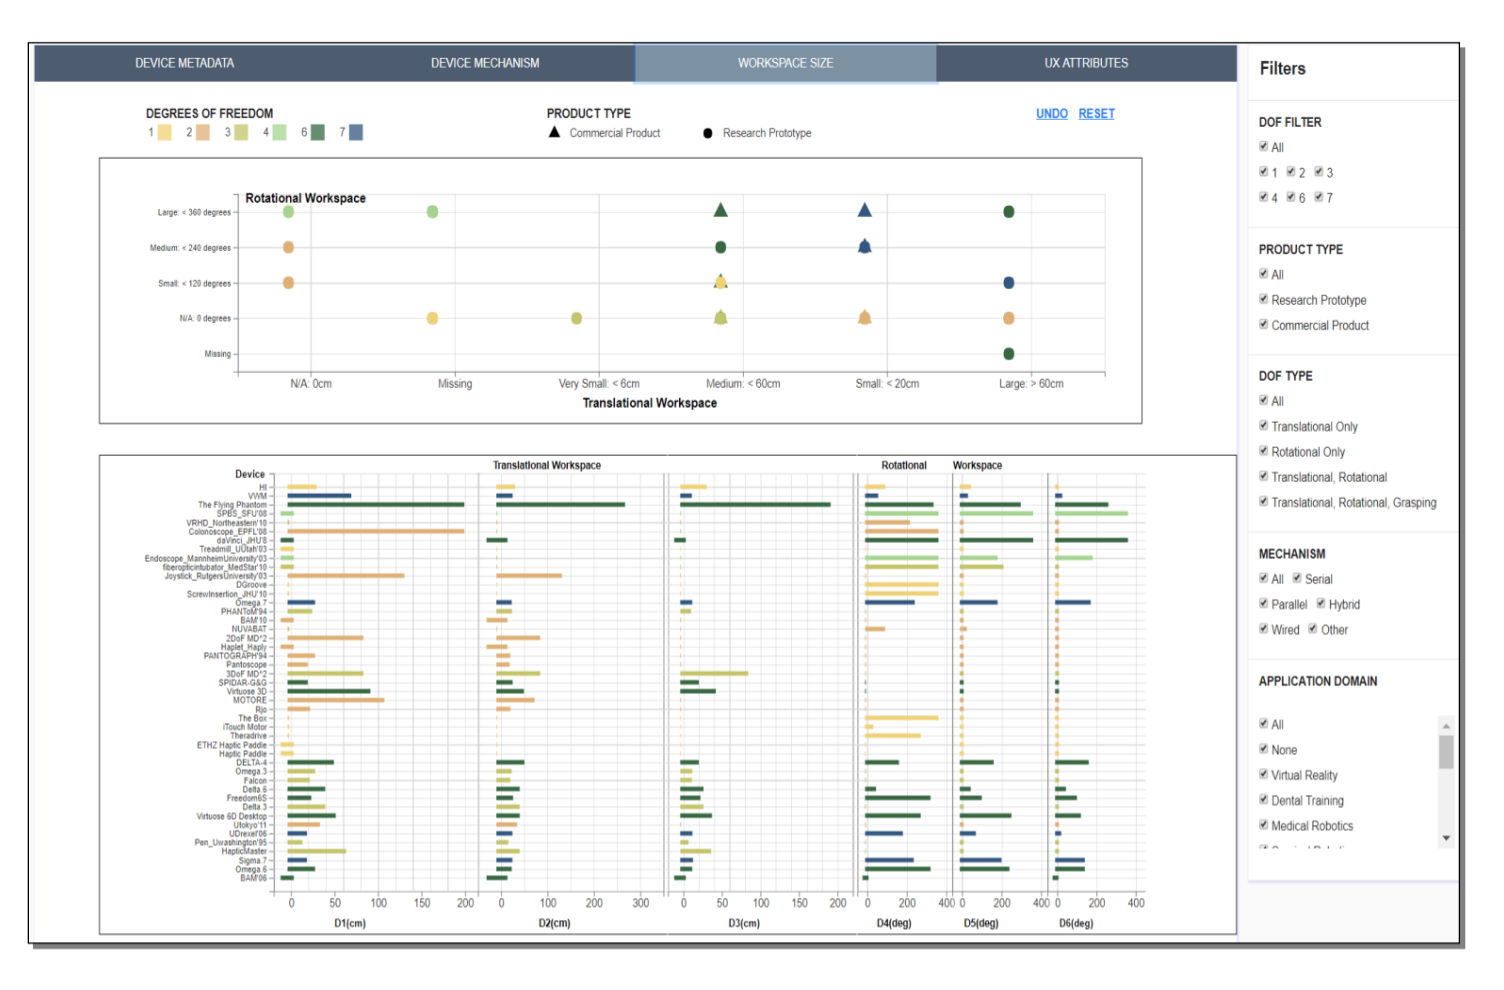 DEVICE METADATA DEVICE MECHANISM WORKSPACE SIZE UX ATTRIBUTES
DEGREES OF FREEDOM PRODUCT TYPE UNDO RESET
1 2 3 4 6 7 Commercial Product Research Prototype
Rotational Workspace
Large: < 360 degrees
Medium: < 240 degrees
Small: < 120 degrees
N/A: 0 degrees
Missing
N/A: 0cm Missing Very Small: < 6cm Medium: < 60cm Small: < 20cm Large: > 60cm
Translational Workspace
Translational Workspace Rotational Workspace
Device
HI
VWM
The Flying Phantom
SPBS_SFU'08
VRHD_Northeastern'10
Colonoscope_EPFL'08
daVinci_JHU'8
Treadmill_UUtah'03
Endoscope_MannheimUniversity'03
fiberopticintubator_MedStar'10
Joystick_RutgersUniversity'03
DGroove
ScrewInsertion_JHU'10
Omega.7
PHANToM'94
BAM'10
NUVABAT
2DoF MD^2
Haplet_Haply
PANTOGRAPH'94
Pantoscope
3DoF MD^2
SPIDAR-G&G
Virtuose 3D
MOTORE
Rjo
The Box
iTouch Motor
Theradrive
ETHZ Haptic Paddle
Haptic Paddle
DELTA-4
Omega.3
Falcon
Delta.6
Freedom6S
Delta.3
Virtuose 6D Desktop
Utokyo'11
UDrexel'06
Pen_Uwashington'95
HapticMaster
Sigma.7
Omega.6
BAM'06
0 50 100 150 200 0 100 200 300 0 50 100 150 200 0 200 400 0 200 400 0 200 400
D1(cm) D2(cm) D3(cm) D4(deg) D5(deg) D6(deg)
Filters
DOF FILTER
All
1 2 3
4 6 7
PRODUCT TYPE
All
Research Prototype
Commercial Product
DOF TYPE
All
Translational Only
Rotational Only
Translational, Rotational
Translational, Rotational, Grasping
MECHANISM
All Serial
Parallel Hybrid
Wired Other
APPLICATION DOMAIN
All
None
Virtual Reality
Dental Training
Medical Robotics